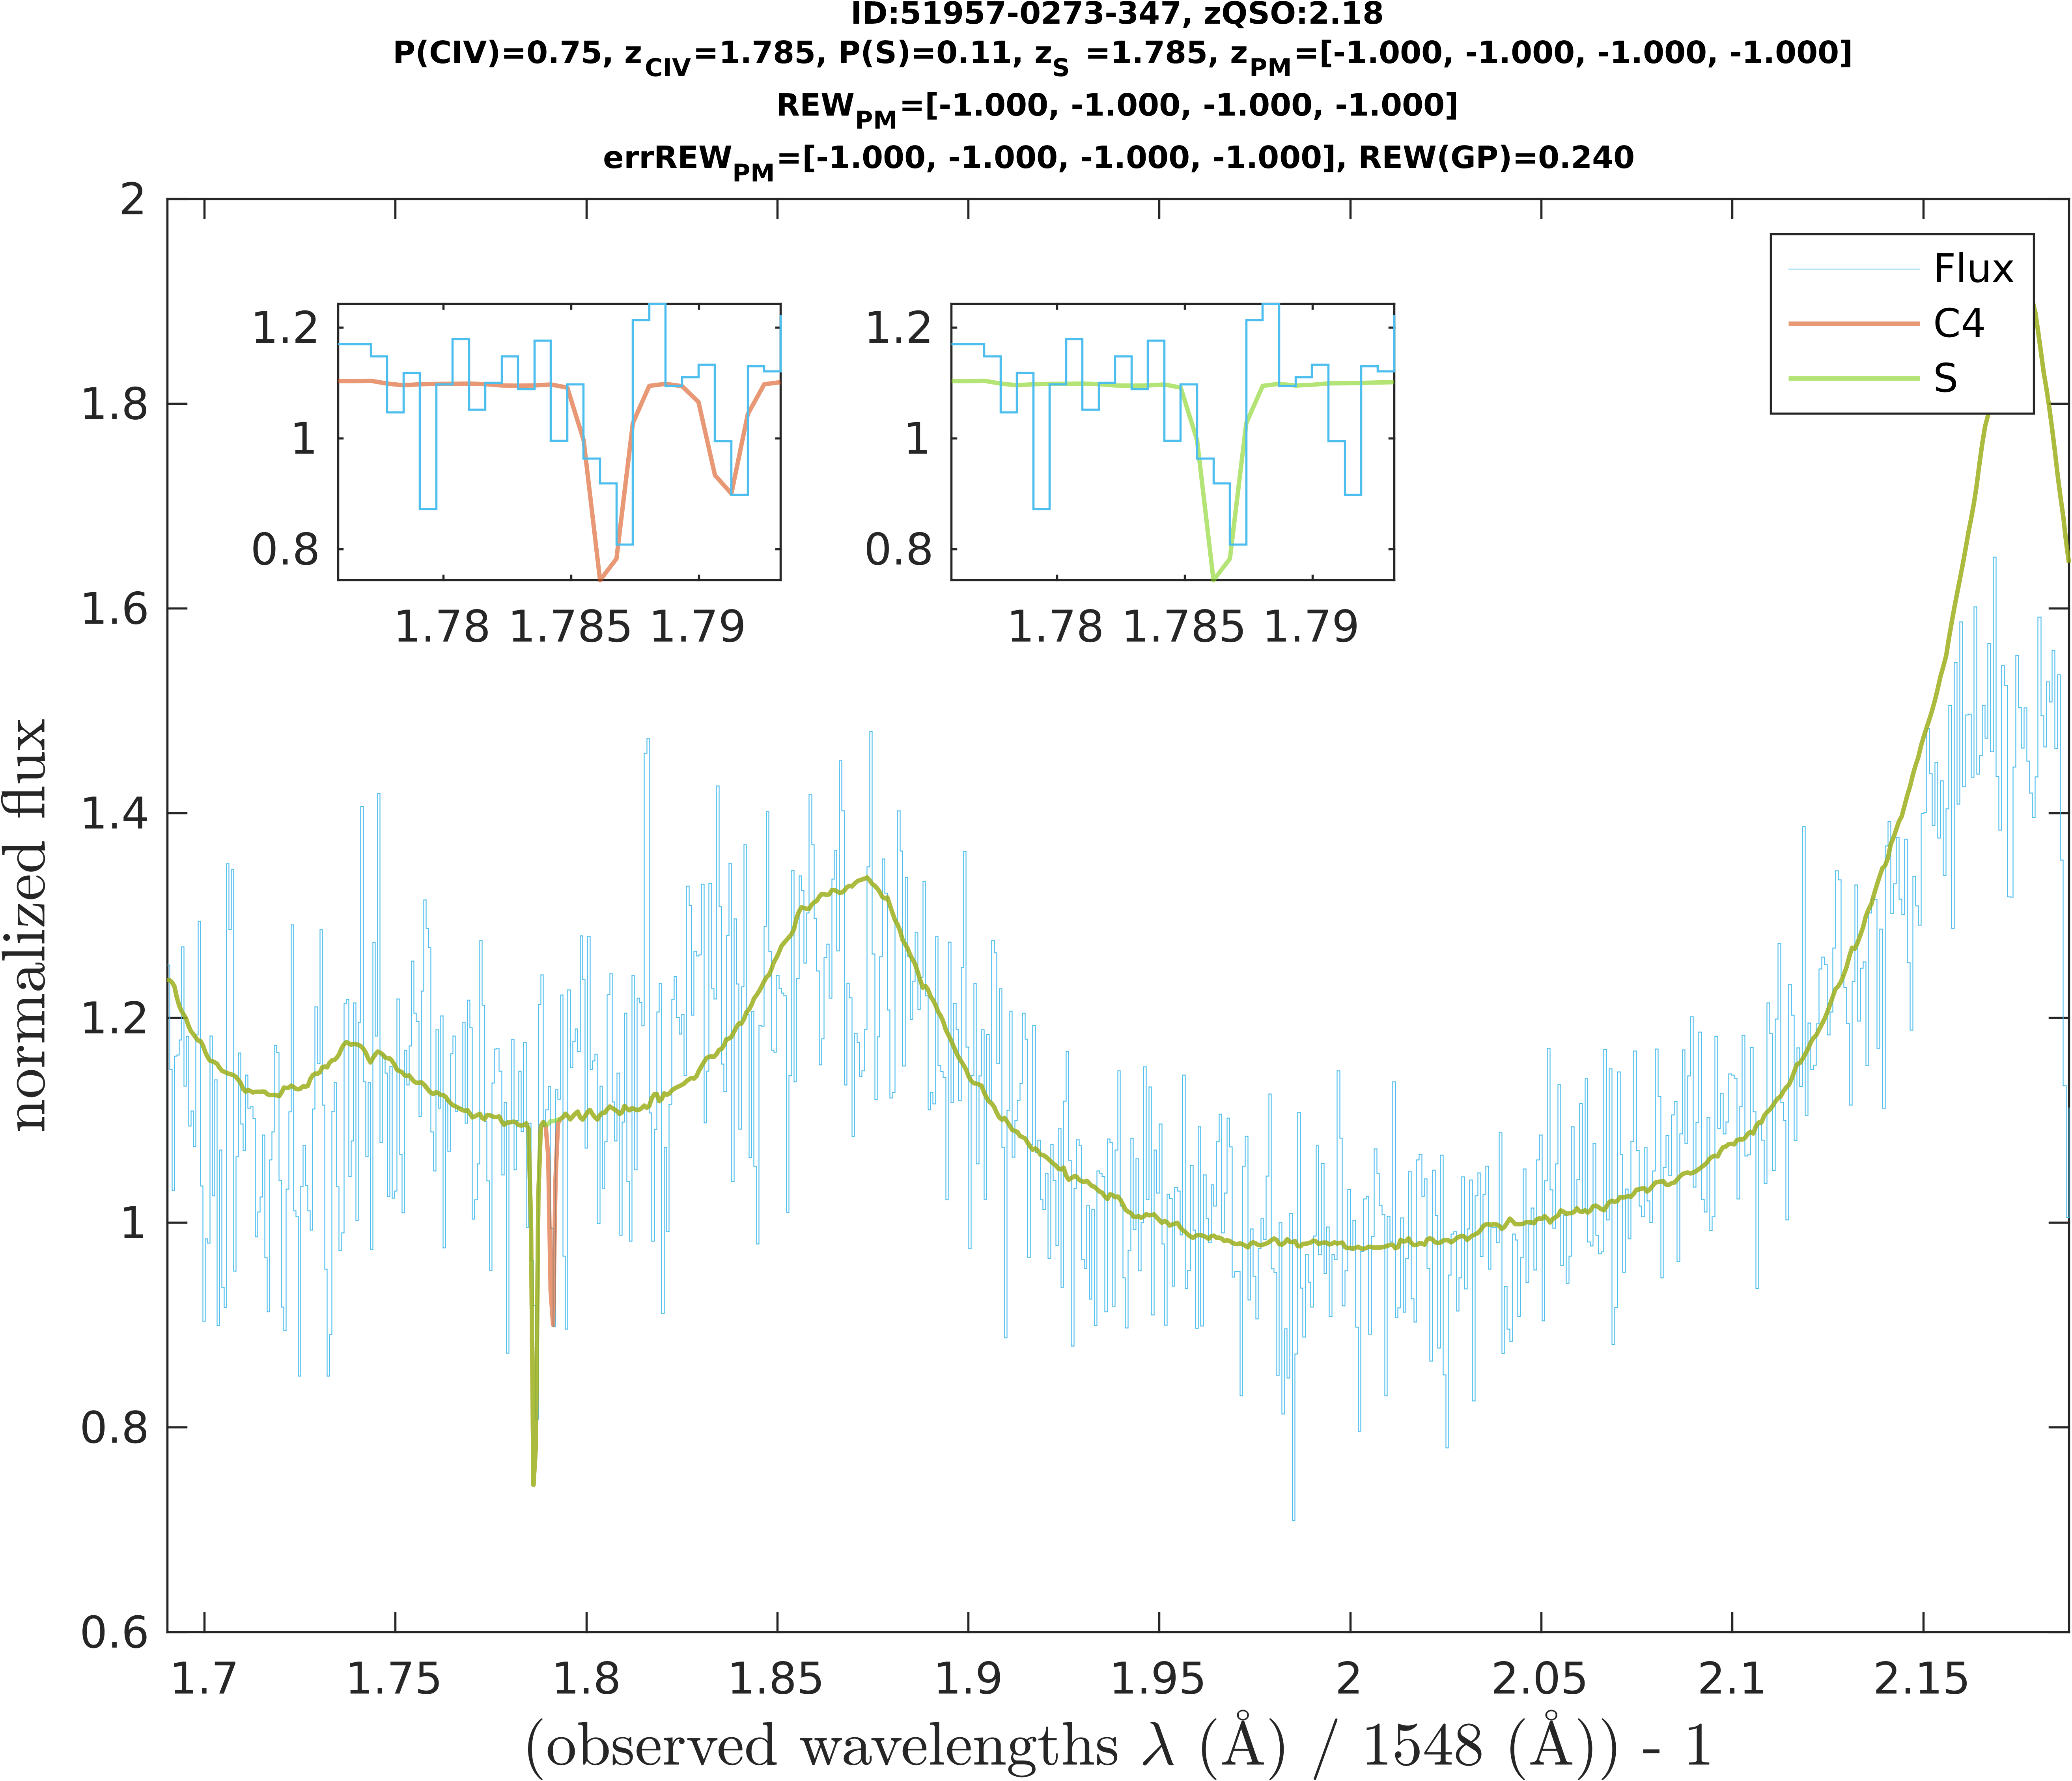 ID:51957-0273-347, zQSO:2.18
P(CIV)=0.75, zCIV=1.785, P(S)=0.11, zS =1.785, zPM=[-1.000, -1.000, -1.000, -1.000]
REWPM=[-1.000, -1.000, -1.000, -1.000]
errREWPM=[-1.000, -1.000, -1.000, -1.000], REW(GP)=0.240
2
1.8
1.6
1.4
1.2
1
0.8
0.6
normalized flux
1.2
1
0.8
1.78 1.785 1.79
1.2
1
0.8
1.78 1.785 1.79
Flux
C4
S
1.7 1.75 1.8 1.85 1.9 1.95 2 2.05 2.1 2.15
(observed wavelengths λ (Å) / 1548 (Å)) - 1